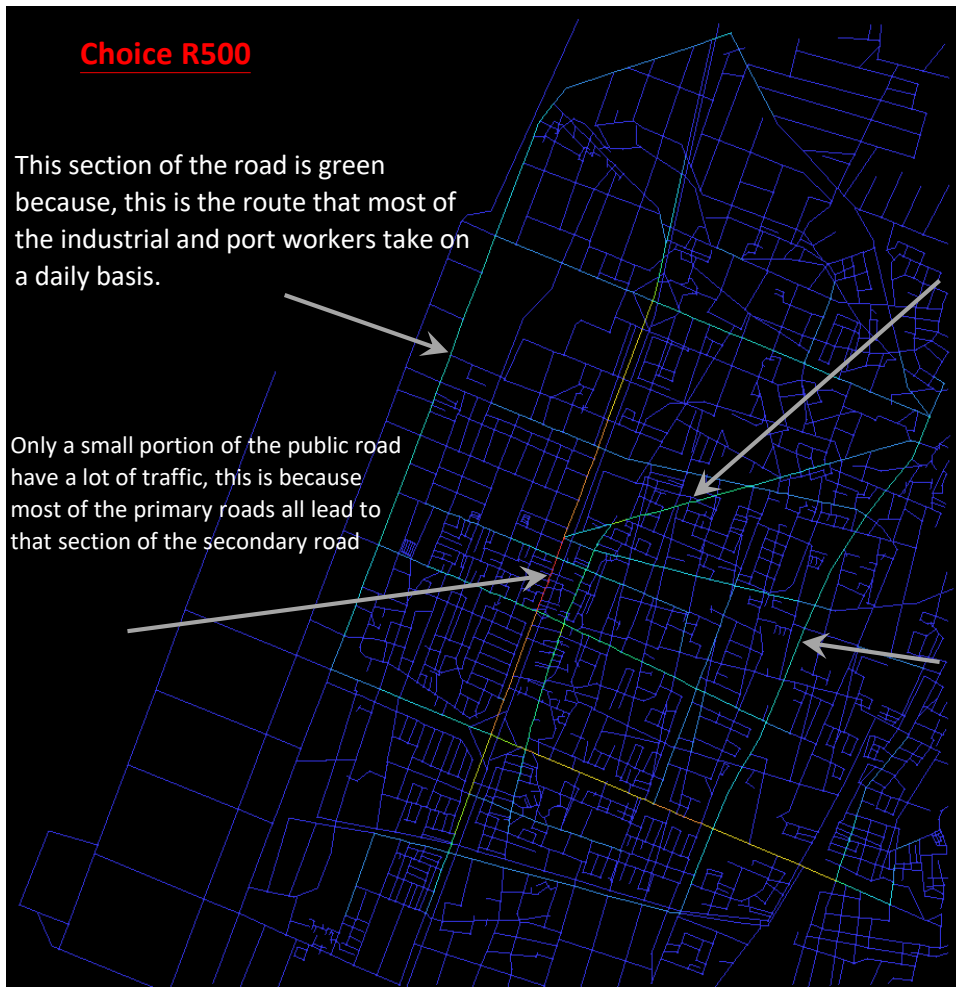 Choice R500
This section of the road is green
because, this is the route that most of
the industrial and port workers take on
a daily basis.
Only a small portion of the public road
have a lot of traffic, this is because
most of the primary roads all lead to
that section of the secondary road